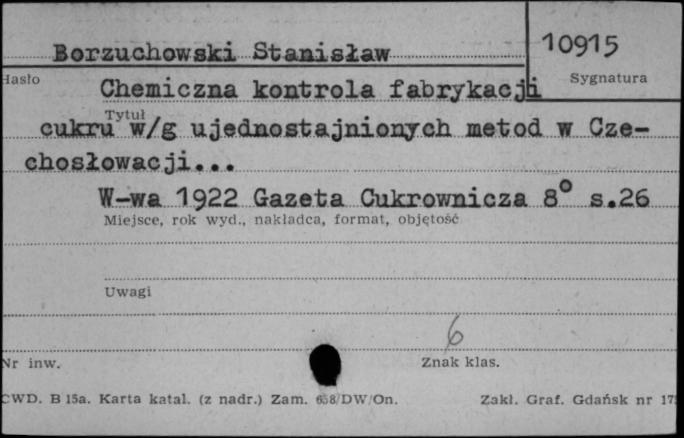 Borzuchowski Stanisław 10915
Hasło Sygnatura
Chemiczna kontrola fabrykacji
Tytuł
cukru w/g ujednostajnionych metod w Cze-
chosłowacji...
W-wa 1922 Gazeta Cukrownicza 8° s.26
Miejsce, rok wyd., nakładca, format, objętość
Uwagi
6
Nr inw. Znak klas.
CWD. B 15a. Karta katal. (z nadr.) Zam. 658/DW/On. Zakł. Graf. Gdańsk nr